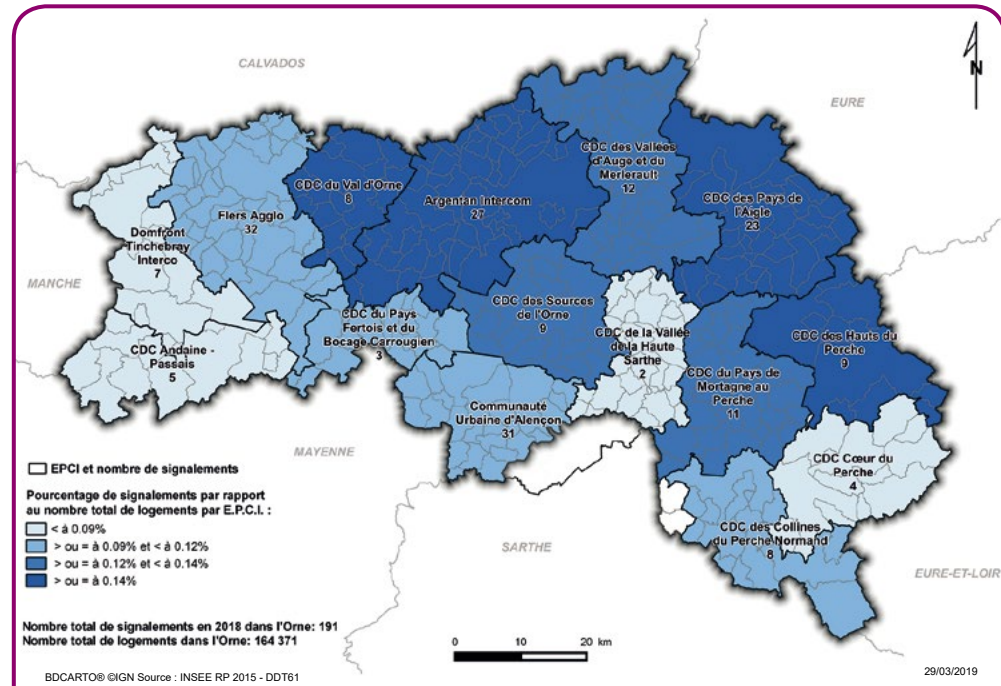 CALVADOS
N
EURE
CDC des Vallées
d'Auge et du
Merlerault
12
CDC du Val d'Orne
8
Argentan Intercom
27
CDC des Pays de
l'Aigle
23
Flers Agglo
32
Domfront
Tinchebray
Interco
7
MANCHE
CDC des Sources
de l'Orne
9
CDC du Pays
Fertois et du
Bocage Carrougien
3
CDC de la Vallée
de la Haute
Sarthe
2
CDC des Hauts du
Perche
9
CDC Andaine -
Passais
5
CDC du Pays de
Mortagne au
Perche
11
Communauté
Urbaine d'Alençon
31
MAYENNE
CDC Cœur du
Perche
4
EPCI et nombre de signalements
Pourcentage de signalements par rapport
au nombre total de logements par E.P.C.I. :
< à 0.09%
> ou = à 0.09% et < à 0.12%
> ou = à 0.12% et < à 0.14%
> ou = à 0.14%
CDC des Collines
du Perche Normand
8
SARTHE
EURE-ET-LOIR
Nombre total de signalements en 2018 dans l'Orne: 191
Nombre total de logements dans l'Orne: 164 371
0 10 20 km
BDCARTO® ©IGN Source : INSEE RP 2015 - DDT61
29/03/2019